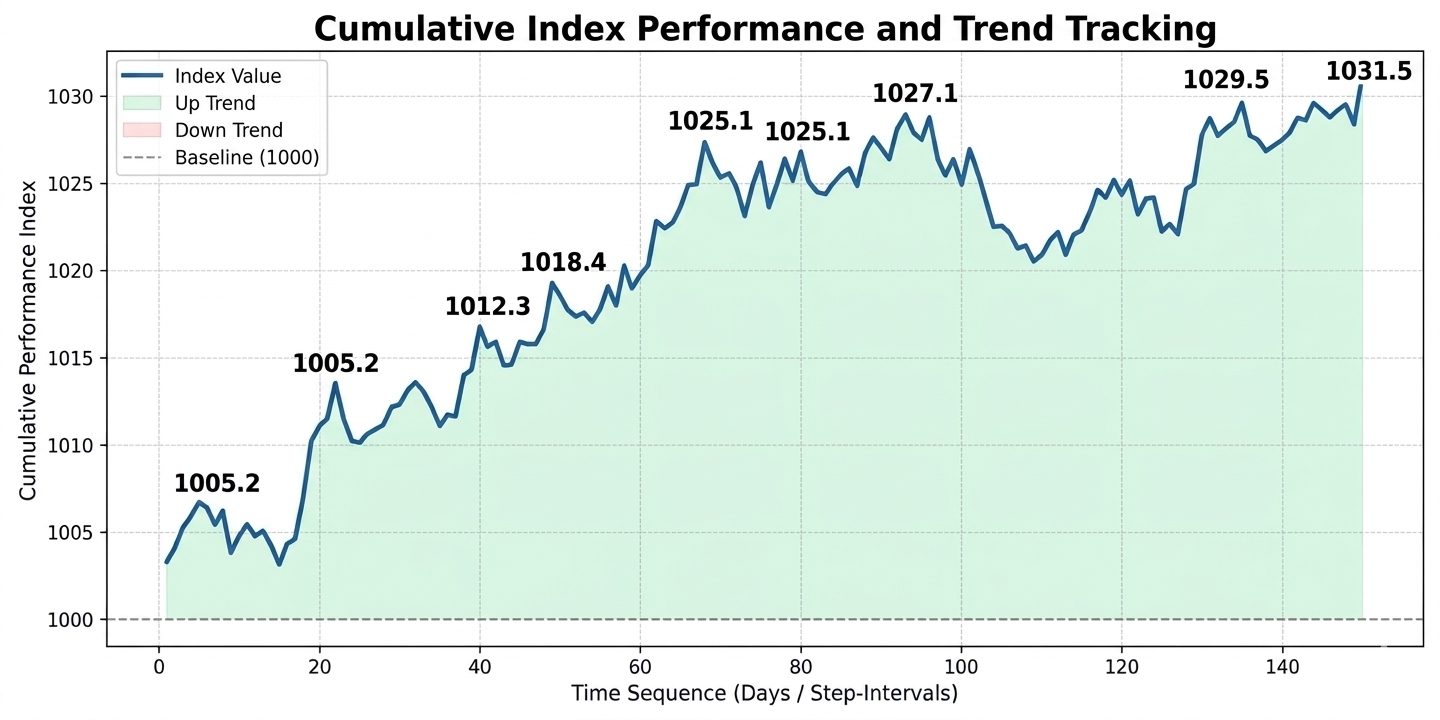 Cumulative Index Performance and Trend Tracking
Index Value
Up Trend
Down Trend
Baseline (1000)
1005.2
1005.2
1012.3
1018.4
1025.1
1025.1
1027.1
1029.5
1031.5
Cumulative Performance Index
1030
1025
1020
1015
1010
1005
1000
0 20 40 60 80 100 120 140
Time Sequence (Days / Step-Intervals)